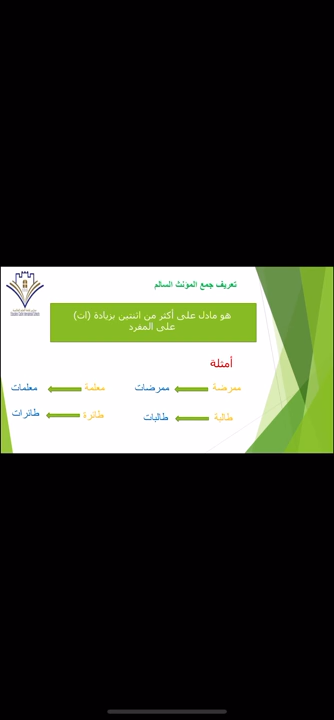 تعريف جمع المؤنث السالم
هو مادل على أكثر من اثنتين بزيادة (ات)
على المفرد
أمثلة
ممرضة ممرضات
معلمة معلمات
طالبة طالبات
طائرة طائرات